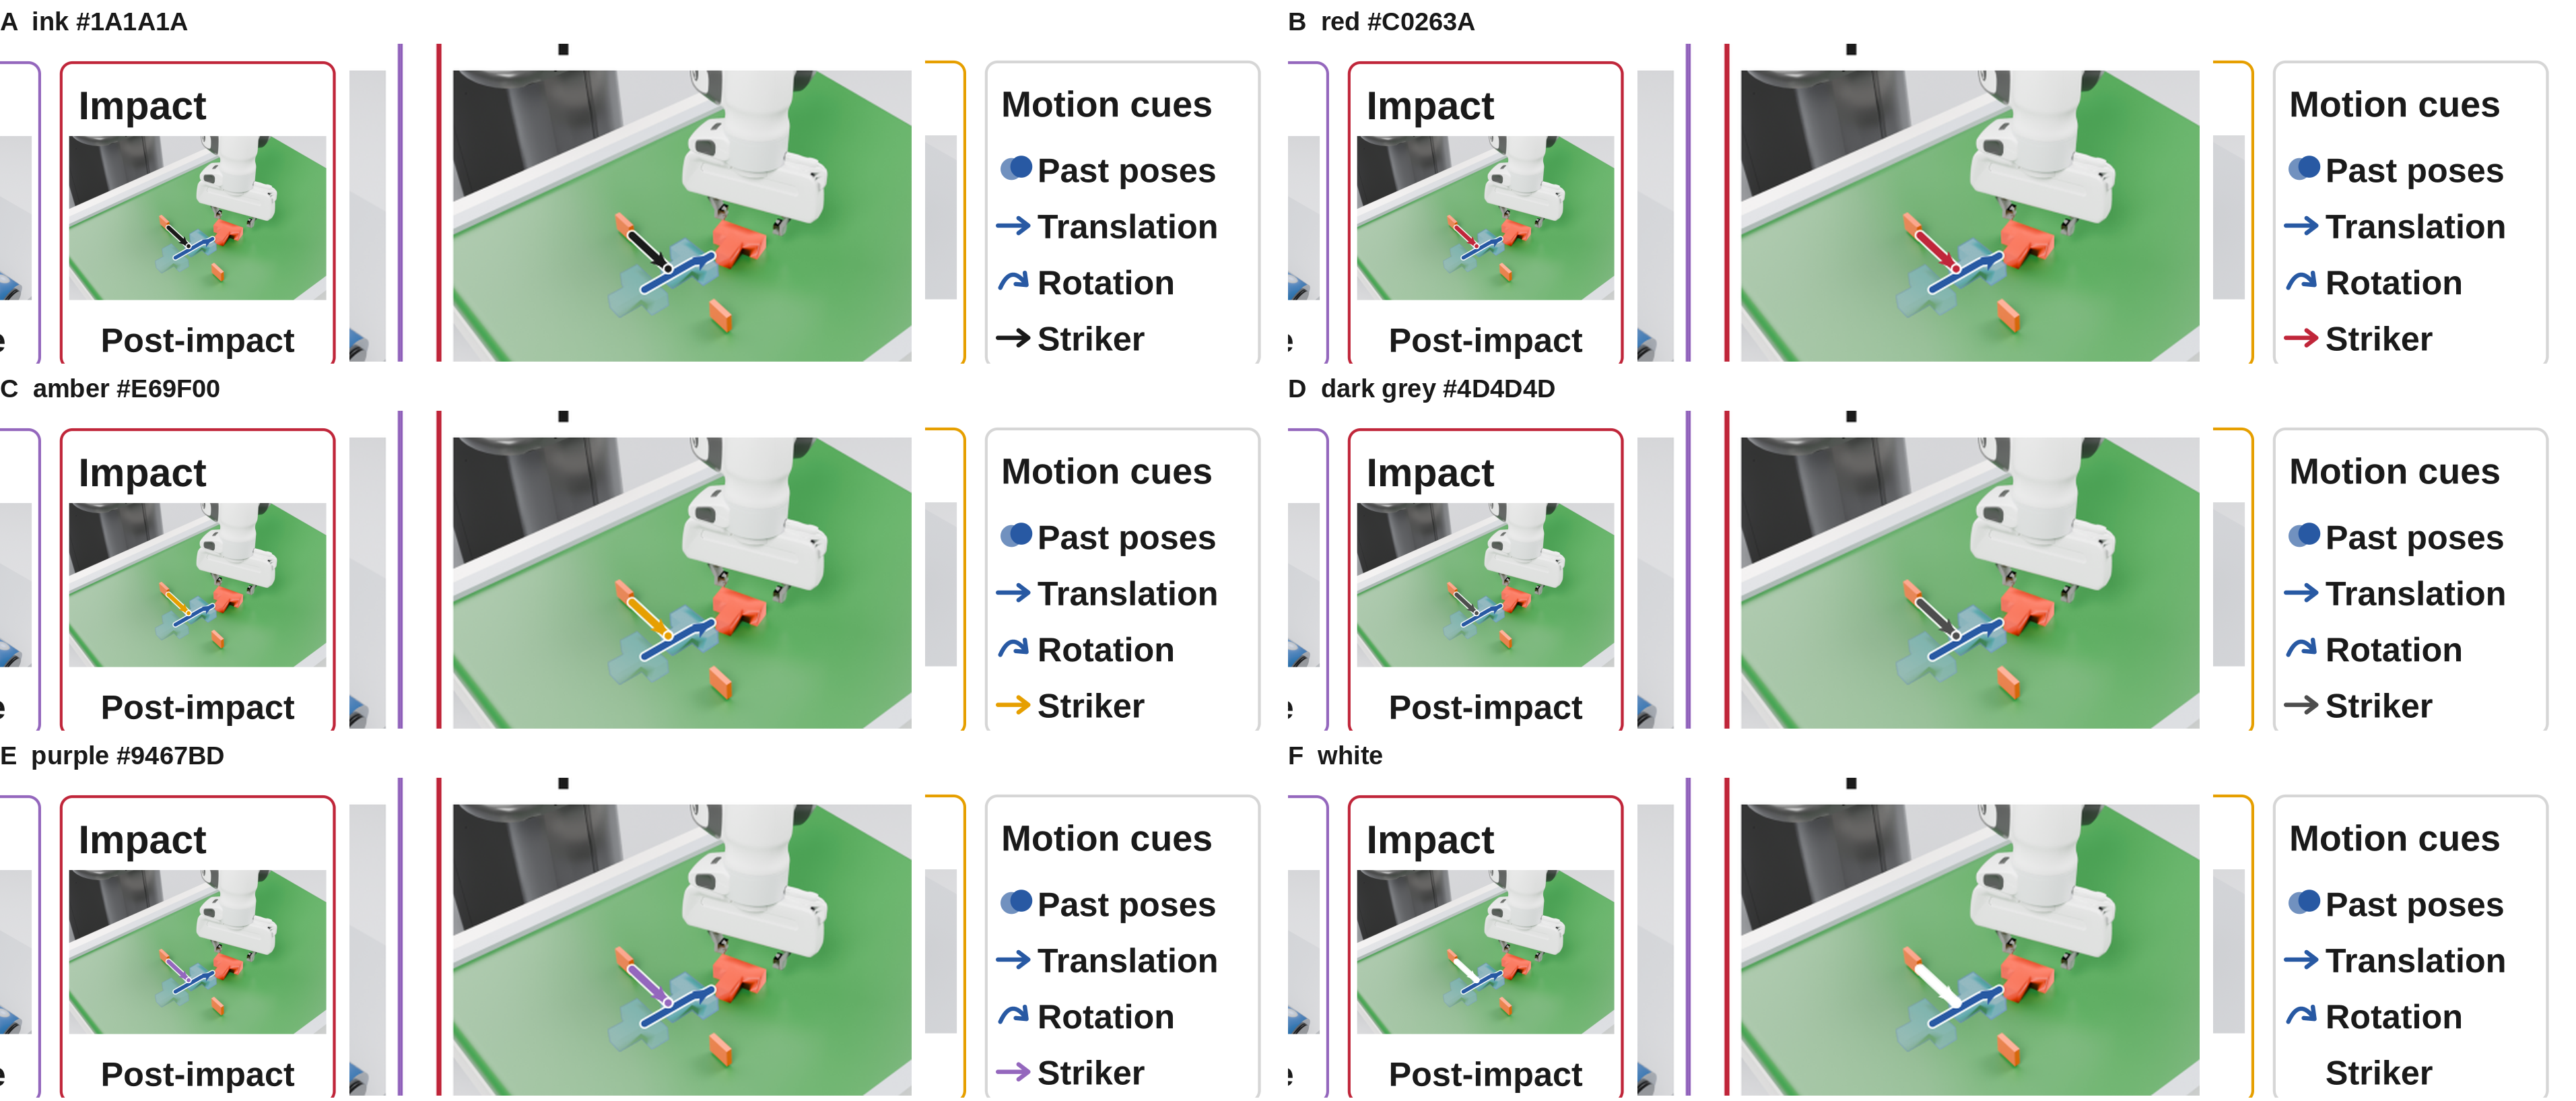 A ink #1A1A1A
Impact
Post-impact
e
Motion cues
Past poses
Translation
Rotation
Striker
B red #C0263A
Impact
Post-impact
e
Motion cues
Past poses
Translation
Rotation
Striker
C amber #E69F00
Impact
Post-impact
e
Motion cues
Past poses
Translation
Rotation
Striker
D dark grey #4D4D4D
Impact
Post-impact
e
Motion cues
Past poses
Translation
Rotation
Striker
E purple #9467BD
Impact
Post-impact
e
Motion cues
Past poses
Translation
Rotation
Striker
F white
Impact
Post-impact
e
Motion cues
Past poses
Translation
Rotation
Striker